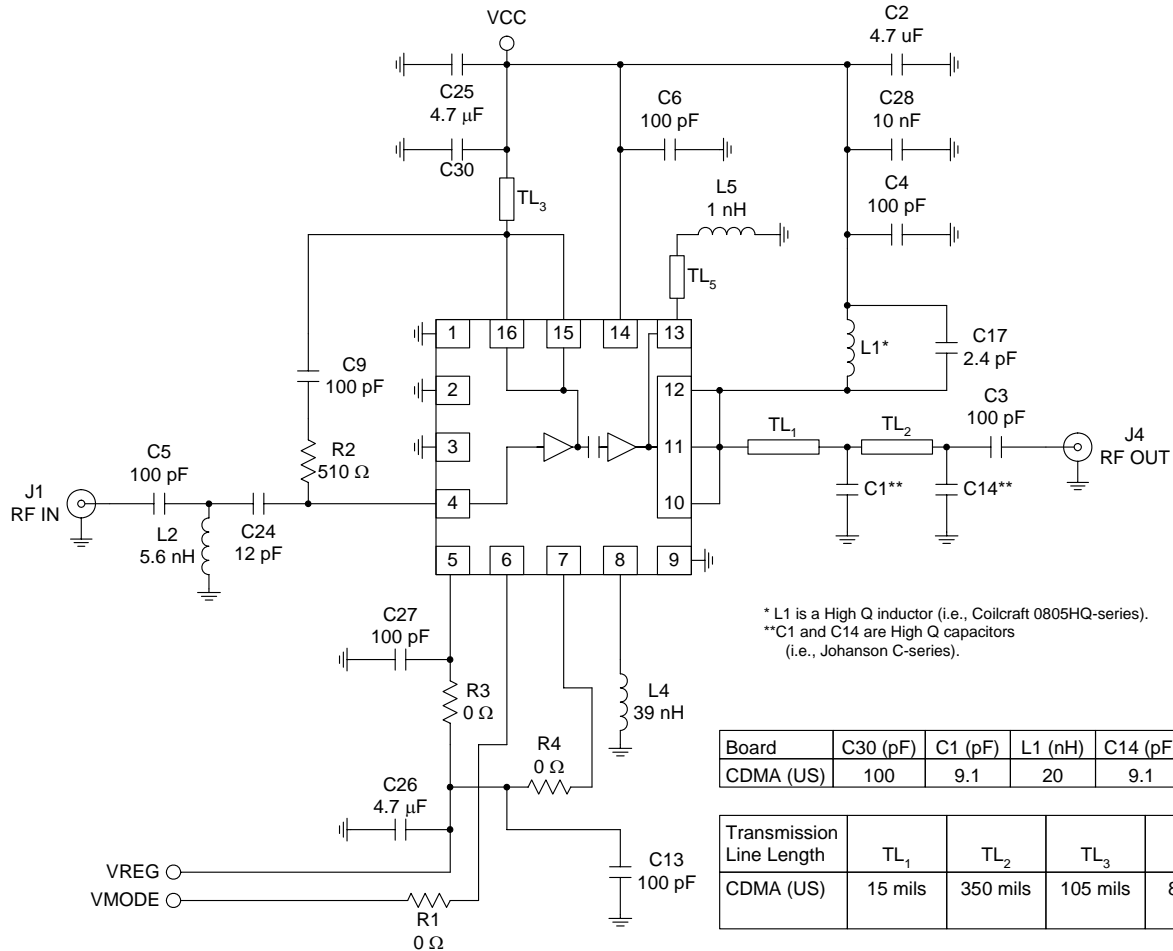 VCC
C2
4.7 uF
C25
4.7 µF
C6
100 pF
C28
10 nF
C30
TL3
L5
1 nH
C4
100 pF
TL5
1
16
15
14
13
L1*
C17
2.4 pF
C9
100 pF
2
12
C3
100 pF
3
11
TL1
TL2
J4
RF OUT
R2
510 Ω
C5
100 pF
J1
RF IN
4
10
C1**
C14**
L2
5.6 nH
C24
12 pF
5
6
7
8
9
* L1 is a High Q inductor (i.e., Coilcraft 0805HQ-series).
**C1 and C14 are High Q capacitors
(i.e., Johanson C-series).
C27
100 pF
R3
0 Ω
L4
39 nH
R4
0 Ω
C26
4.7 µF
Board C30 (pF) C1 (pF) L1 (nH) C14 (pF
CDMA (US) 100 9.1 20 9.1
Transmission
Line Length TL1 TL2 TL3
CDMA (US) 15 mils 350 mils 105 mils 8
C13
100 pF
VREG
VMODE
R1
0 Ω